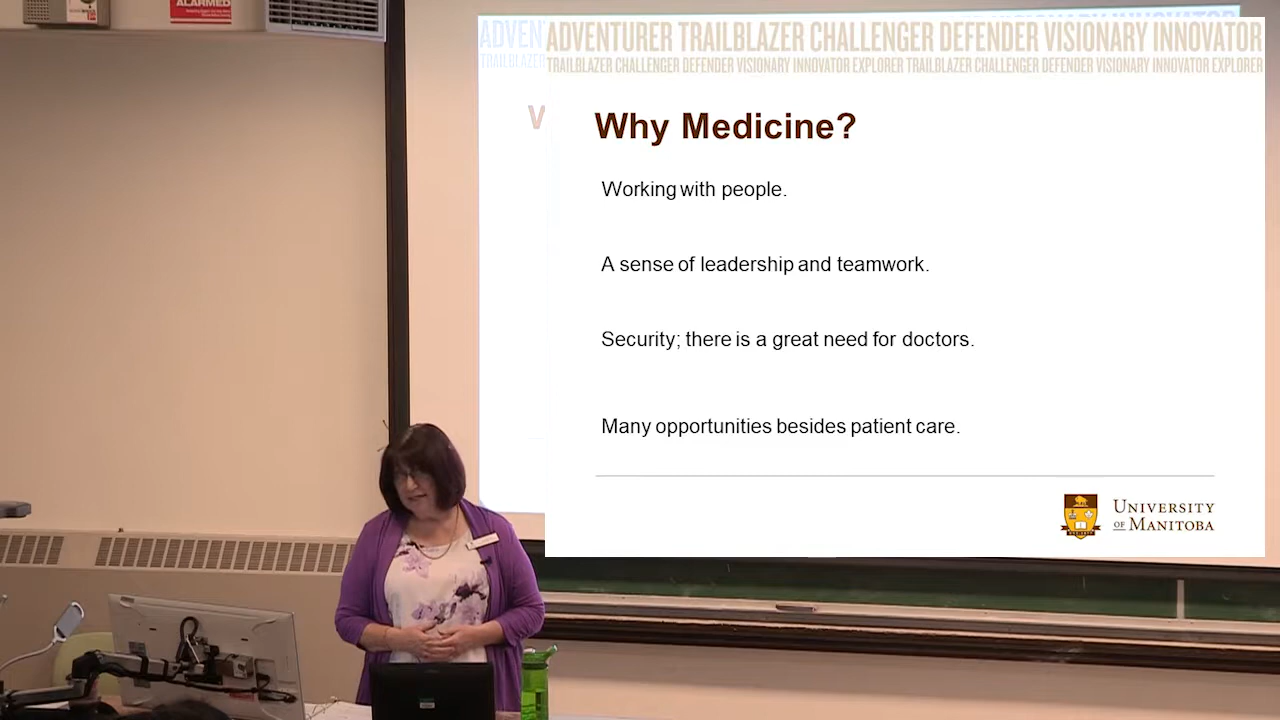 ALARMED
ADVEN
TRAILBLAZER
ADVENTURER TRAILBLAZER CHALLENGER DEFENDER VISIONARY INNOVATOR
TRAILBLAZER CHALLENGER DEFENDER VISIONARY INNOVATOR EXPLORER TRAILBLAZER CHALLENGER DEFENDER VISIONARY INNOVATOR EXPLORER
Why Medicine?
Working with people.
A sense of leadership and teamwork.
Security; there is a great need for doctors.
Many opportunities besides patient care.
UNIVERSITY
OF MANITOBA